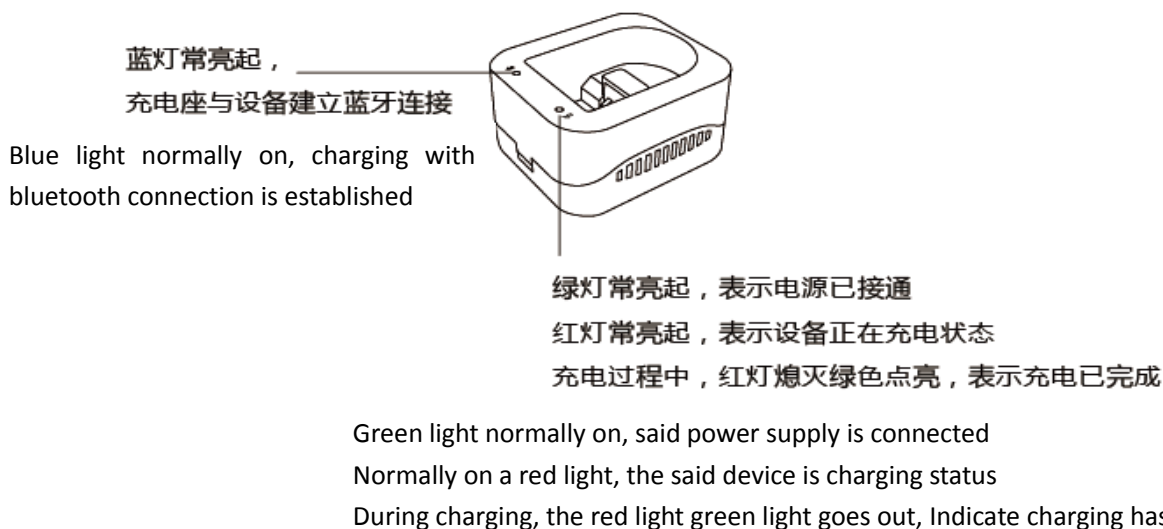 蓝灯常亮起，
充电座与设备建立蓝牙连接
Blue light normally on, charging with
bluetooth connection is established
绿灯常亮起，表示电源已接通
红灯常亮起，表示设备正在充电状态
充电过程中，红灯熄灭绿色点亮，表示充电已完成
Green light normally on, said power supply is connected
Normally on a red light, the said device is charging status
During charging, the red light green light goes out, Indicate charging has